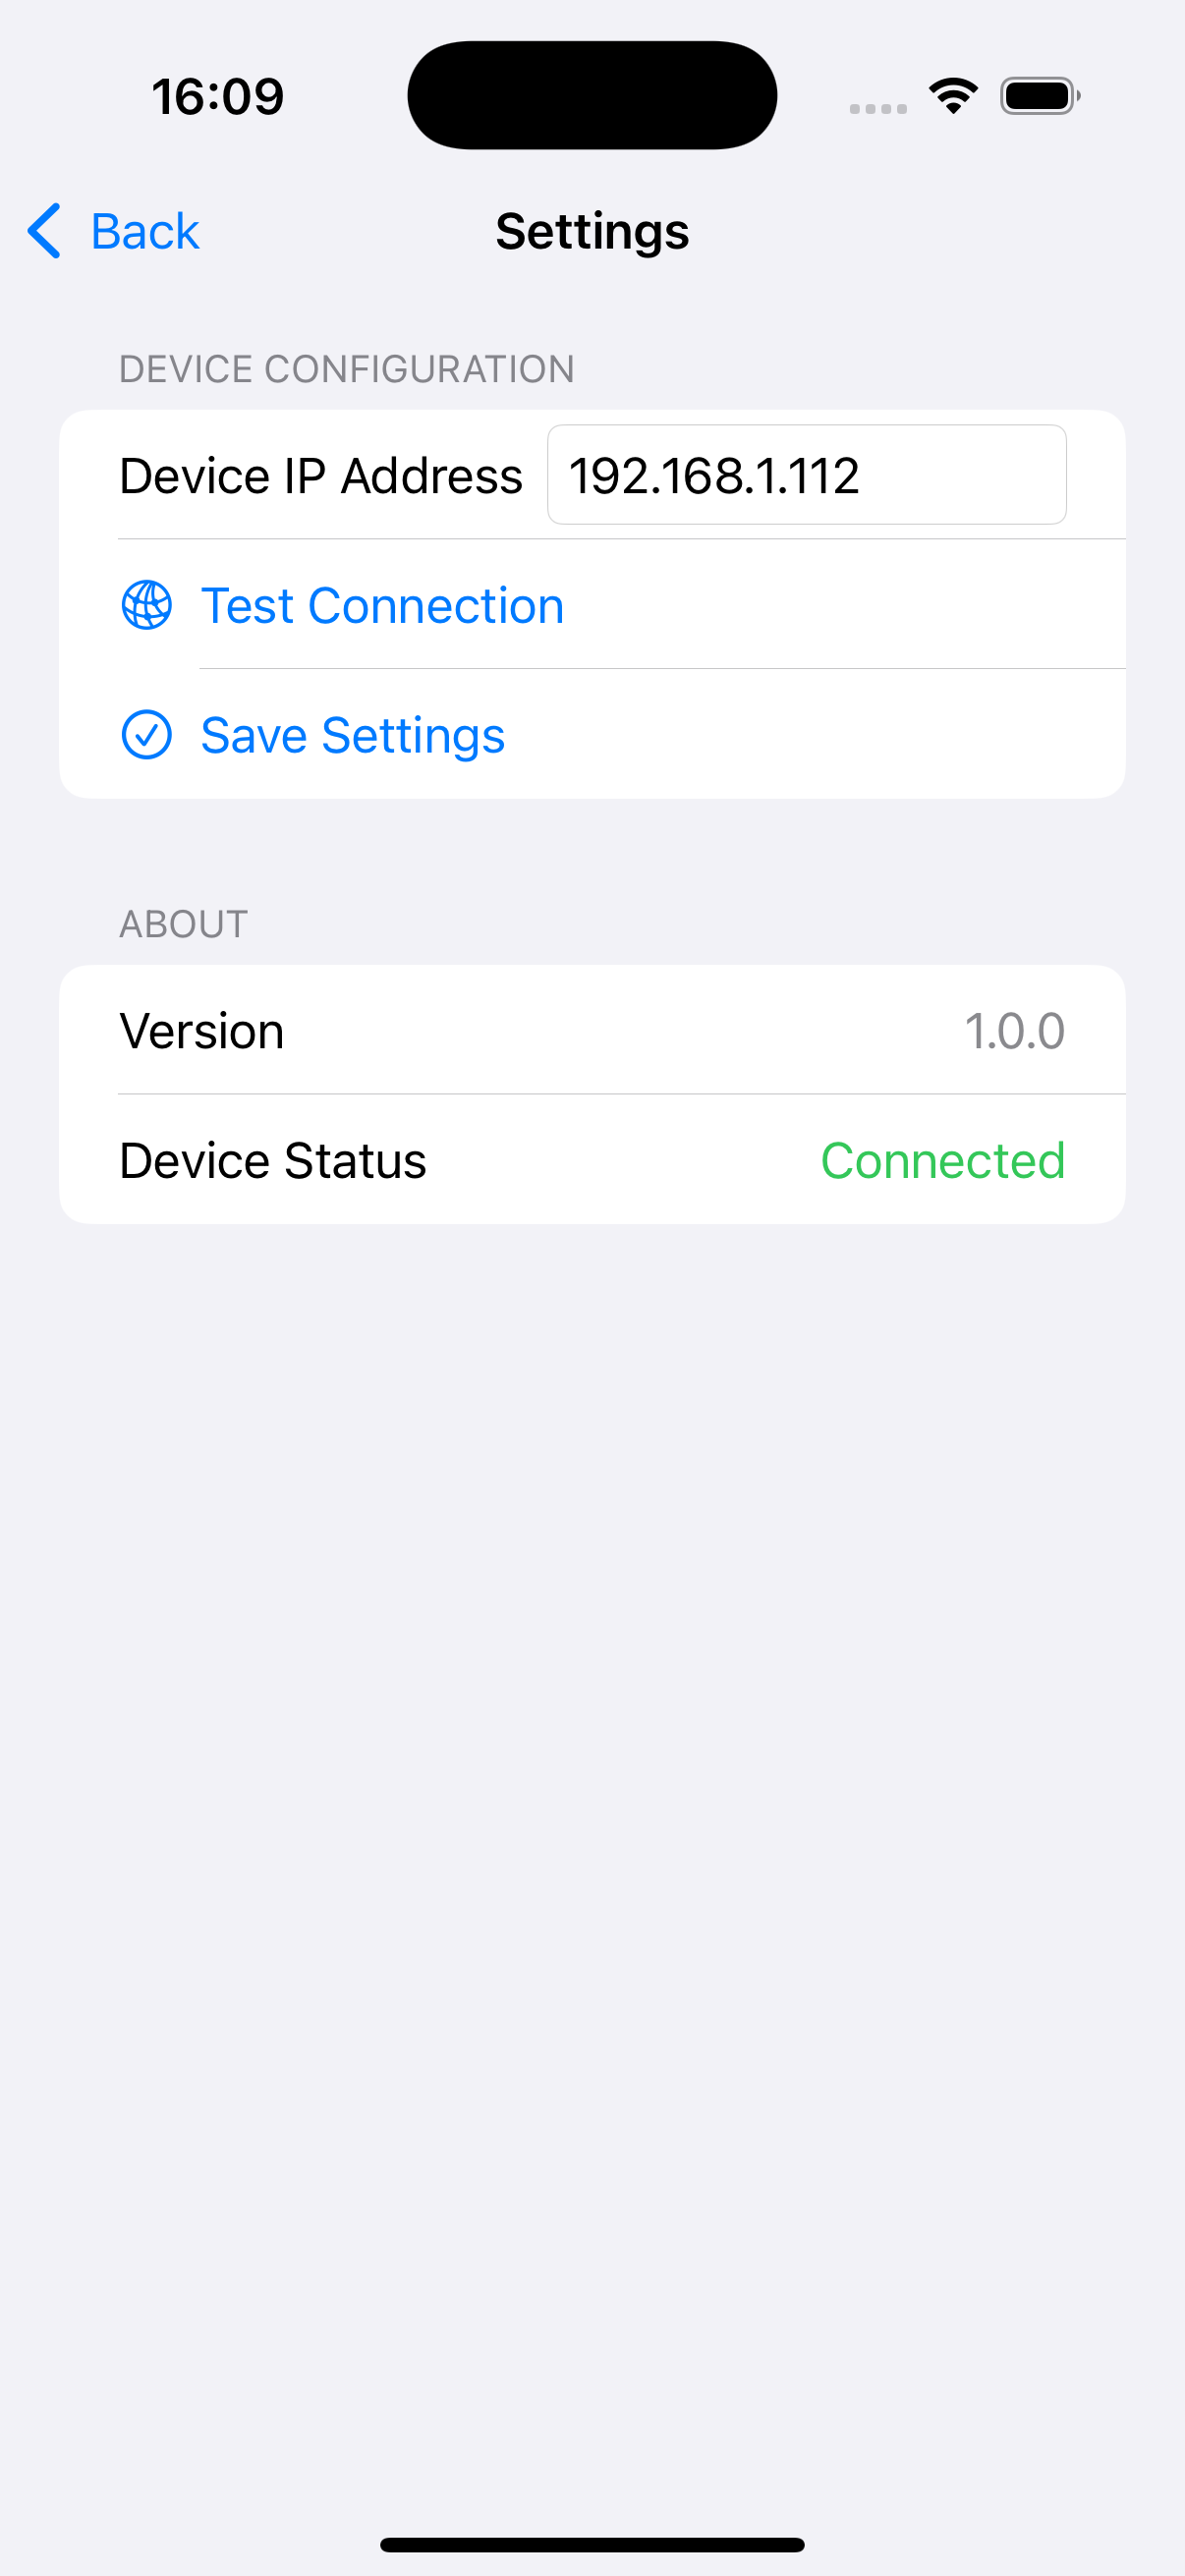 16:09
Back Settings
DEVICE CONFIGURATION
Device IP Address 192.168.1.112
Test Connection
Save Settings
ABOUT
Version 1.0.0
Device Status Connected